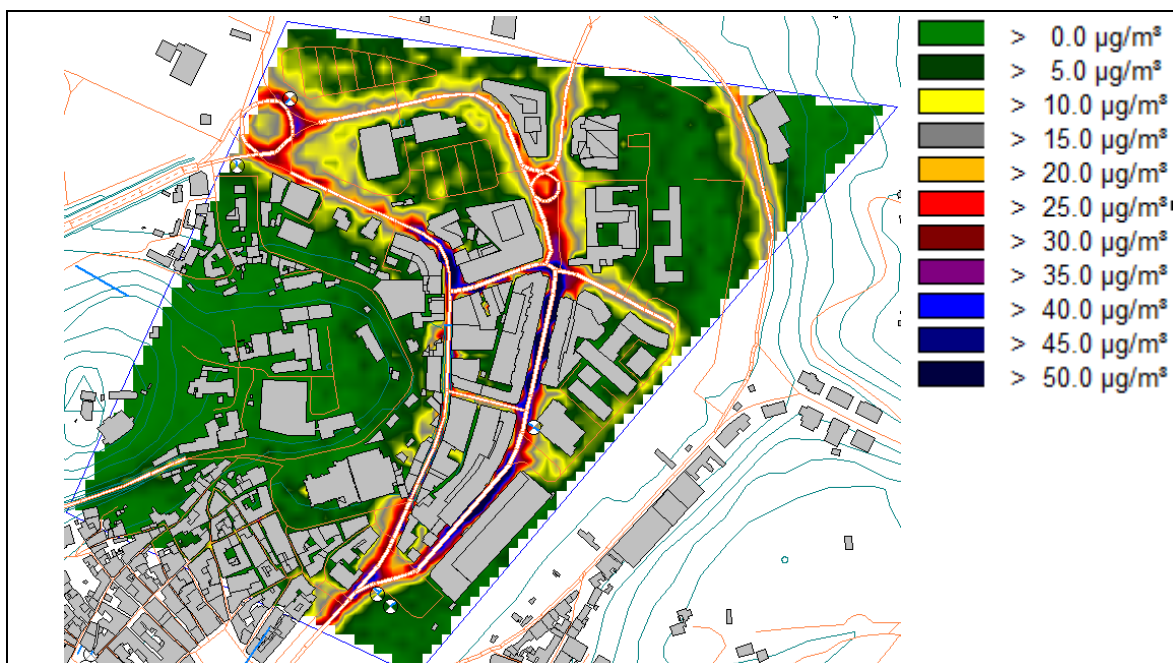 > 0.0 µg/m³
> 5.0 µg/m³
> 10.0 µg/m³
> 15.0 µg/m³
> 20.0 µg/m³
> 25.0 µg/m³
> 30.0 µg/m³
> 35.0 µg/m³
> 40.0 µg/m³
> 45.0 µg/m³
> 50.0 µg/m³